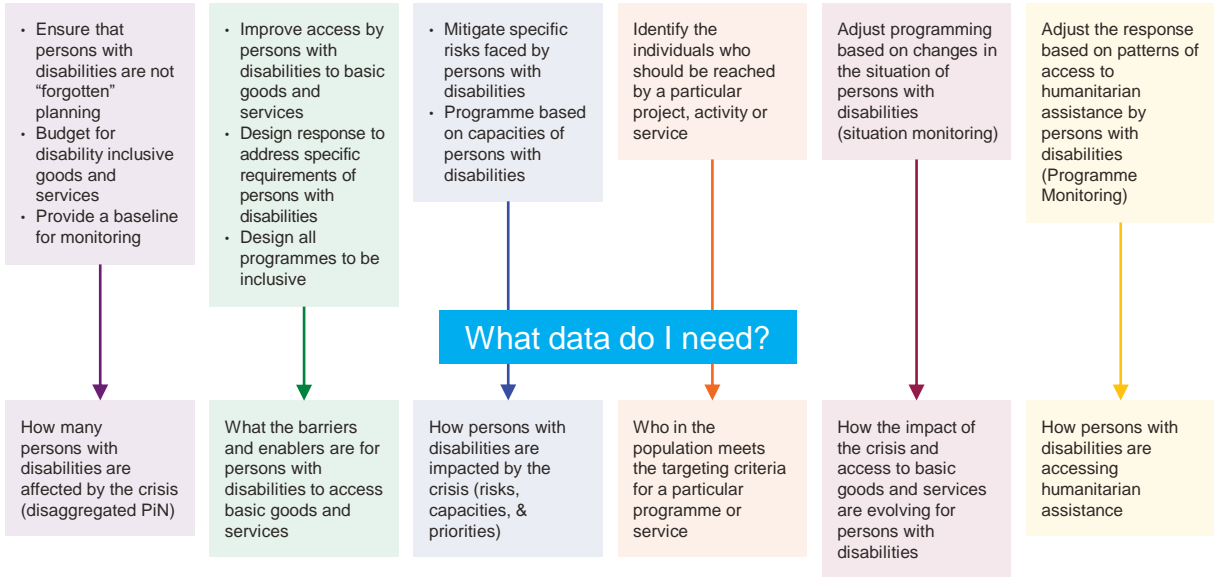 • Ensure that
persons with
disabilities are not
“forgotten”
planning
• Budget for
disability inclusive
goods and
services
• Provide a baseline
for monitoring
• Improve access by
persons with
disabilities to basic
goods and
services
• Design response to
address specific
requirements of
persons with
disabilities
• Design all
programmes to be
inclusive
• Mitigate specific
risks faced by
persons with
disabilities
• Programme based
on capacities of
persons with
disabilities
Identify the
individuals who
should be reached
by a particular
project, activity or
service
Adjust programming
based on changes in
the situation of
persons with
disabilities
(situation monitoring)
Adjust the response
based on patterns of
access to
humanitarian
assistance by
persons with
disabilities
(Programme
Monitoring)
What data do I need?
How many
persons with
disabilities are
affected by the crisis
(disaggregated PiN)
What the barriers
and enablers are for
persons with
disabilities to access
basic goods and
services
How persons with
disabilities are
impacted by the
crisis (risks,
capacities, &
priorities)
Who in the
population meets
the targeting criteria
for a particular
programme or
service
How the impact of
the crisis and
access to basic
goods and services
are evolving for
persons with
disabilities
How persons with
disabilities are
accessing
humanitarian
assistance